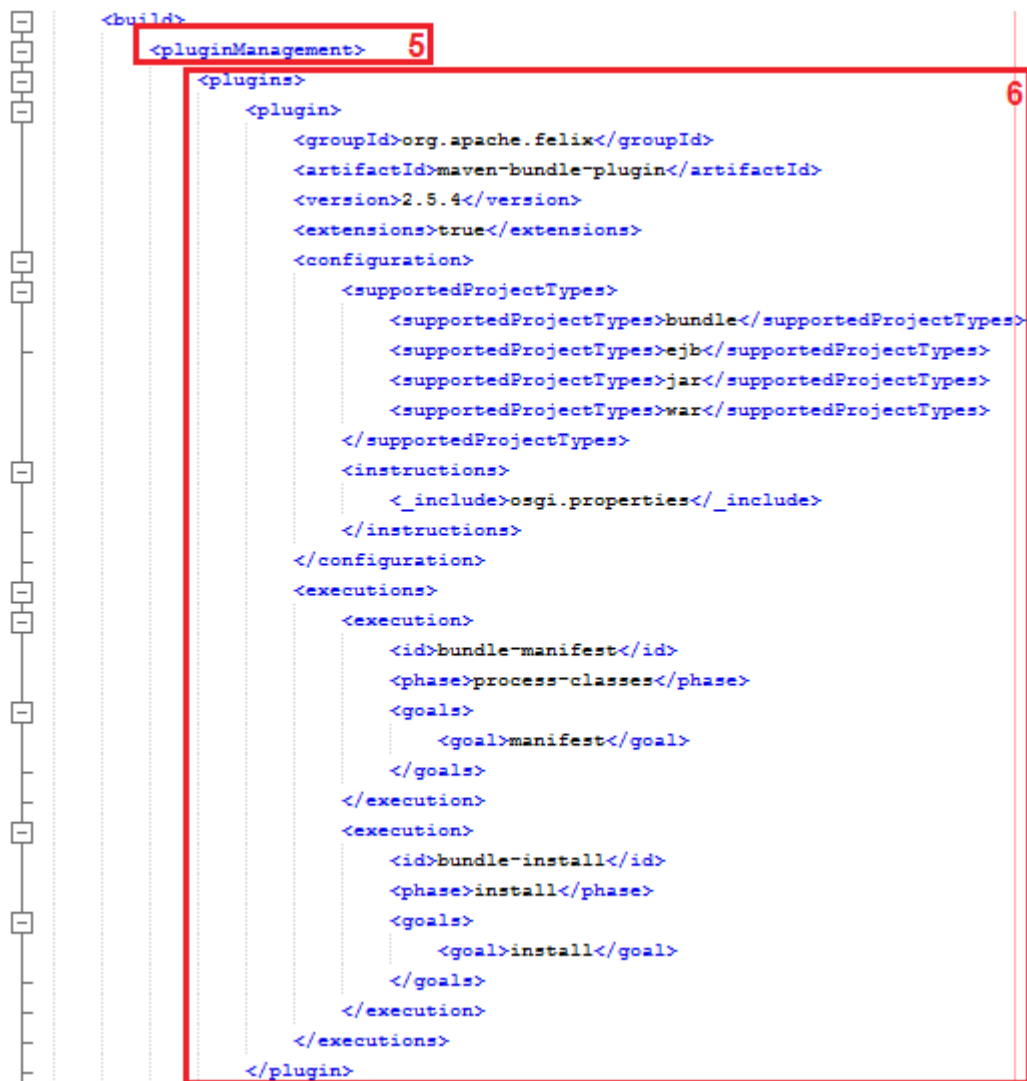 <build>
<pluginManagement> 5
<plugins>
6
<plugin>
<groupId>org.apache.felix</groupId>
<artifactId>maven-bundle-plugin</artifactId>
<version>2.5.4</version>
<extensions>true</extensions>
<configuration>
<supportedProjectTypes>
<supportedProjectTypes>bundle</supportedProjectTypes>
<supportedProjectTypes>ejb</supportedProjectTypes>
<supportedProjectTypes>jar</supportedProjectTypes>
<supportedProjectTypes>war</supportedProjectTypes>
</supportedProjectTypes>
<instructions>
<_include>osgi.properties</_include>
</instructions>
</configuration>
<executions>
<execution>
<id>bundle-manifest</id>
<phase>process-classes</phase>
<goals>
<goal>manifest</goal>
</goals>
</execution>
<execution>
<id>bundle-install</id>
<phase>install</phase>
<goals>
<goal>install</goal>
</goals>
</execution>
</executions>
</plugin>